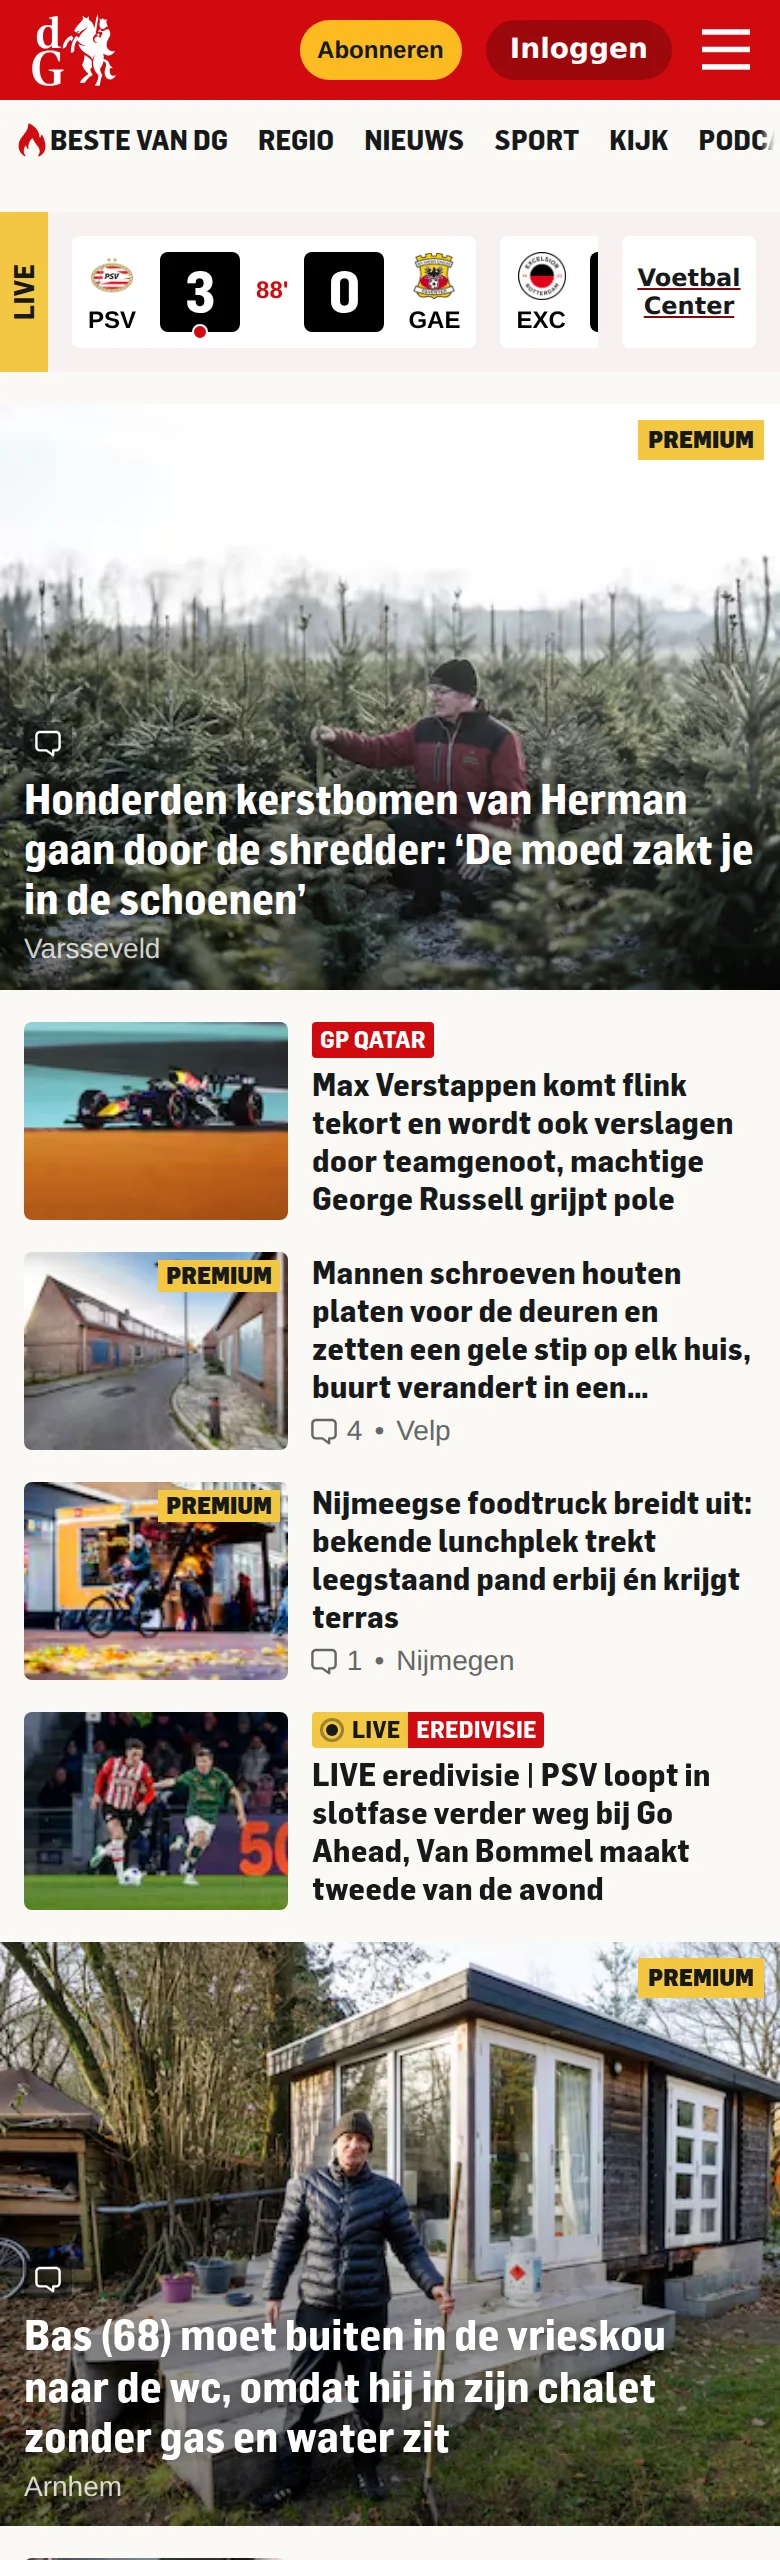 dG
Abonneren
Inloggen
BESTE VAN DG
REGIO
NIEUWS
SPORT
KIJK
PODCA
LIVE
PSV
3
88'
0
GAE
EXC
Voetbal
Center
PREMIUM
Honderden kerstbomen van Herman
gaan door de shredder: ‘De moed zakt je
in de schoenen’
Varsseveld
GP QATAR
Max Verstappen komt flink
tekort en wordt ook verslagen
door teamgenoot, machtige
George Russell grijpt pole
PREMIUM
Mannen schroeven houten
platen voor de deuren en
zetten een gele stip op elk huis,
buurt verandert in een...
4 • Velp
PREMIUM
Nijmeegse foodtruck breidt uit:
bekende lunchplek trekt
leegstaand pand erbij én krijgt
terras
1 • Nijmegen
LIVE EREDIVISIE
LIVE eredivisie | PSV loopt in
slotfase verder weg bij Go
Ahead, Van Bommel maakt
tweede van de avond
PREMIUM
Bas (68) moet buiten in de vrieskou
naar de wc, omdat hij in zijn chalet
zonder gas en water zit
Arnhem